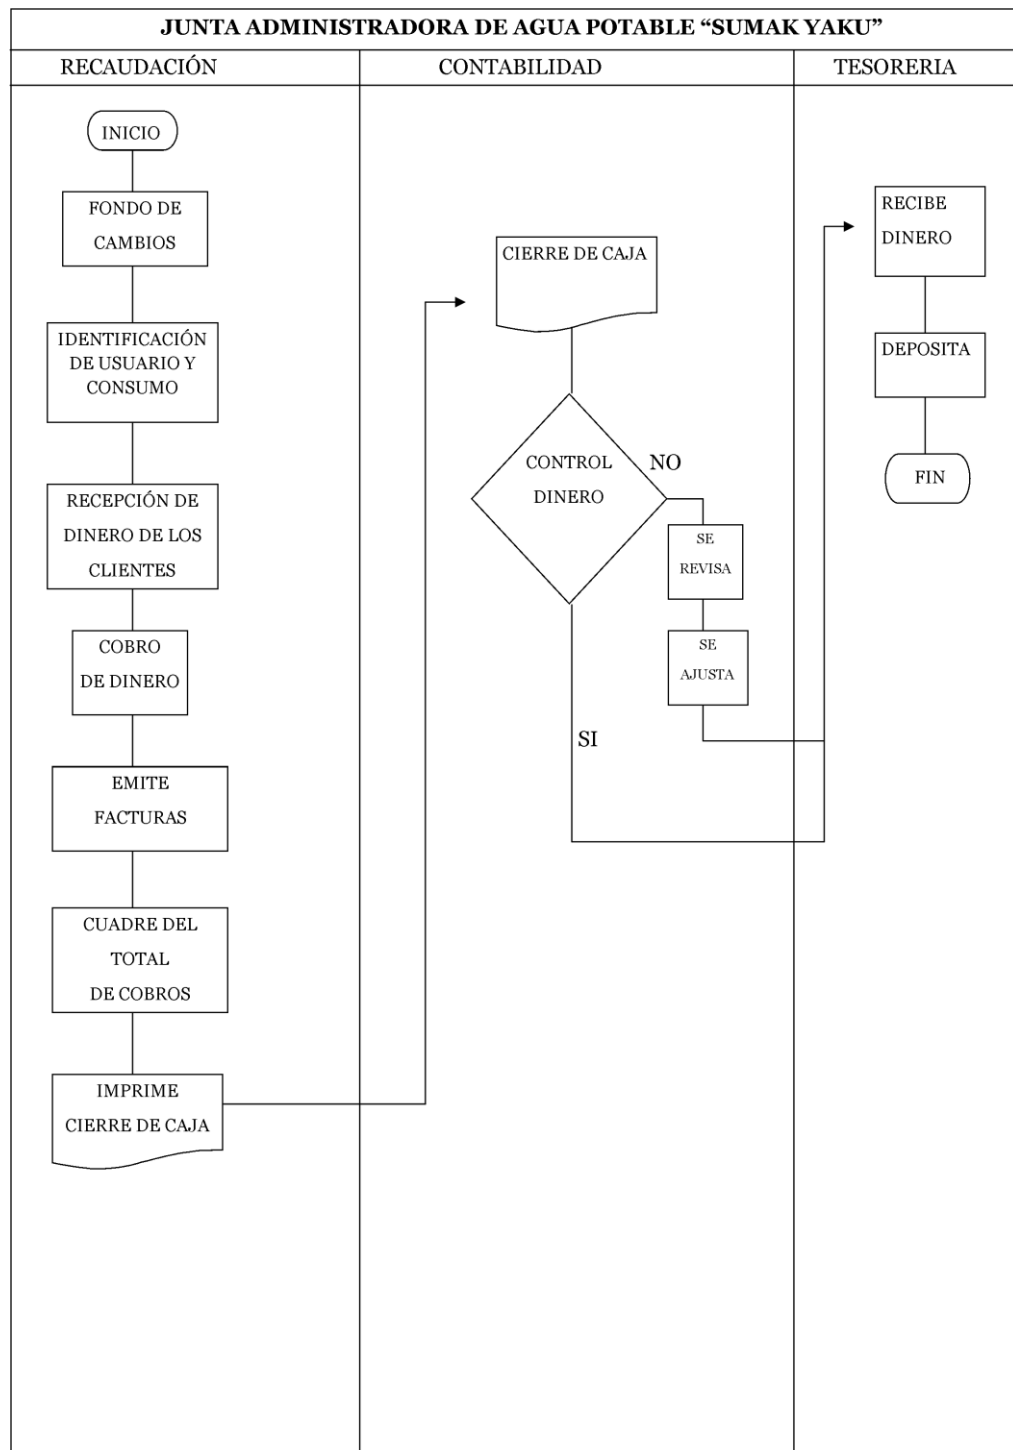 JUNTA ADMINISTRADORA DE AGUA POTABLE “SUMAK YAKU”
RECAUDACIÓN
CONTABILIDAD
TESORERIA
INICIO
FONDO DE
CAMBIOS
IDENTIFICACIÓN
DE USUARIO Y
CONSUMO
RECEPCIÓN DE
DINERO DE LOS
CLIENTES
COBRO
DE DINERO
EMITE
FACTURAS
CUADRE DEL
TOTAL
DE COBROS
IMPRIME
CIERRE DE CAJA
CIERRE DE CAJA
CONTROL
DINERO
NO
SE
REVISA
SE
AJUSTA
SI
RECIBE
DINERO
DEPOSITA
FIN